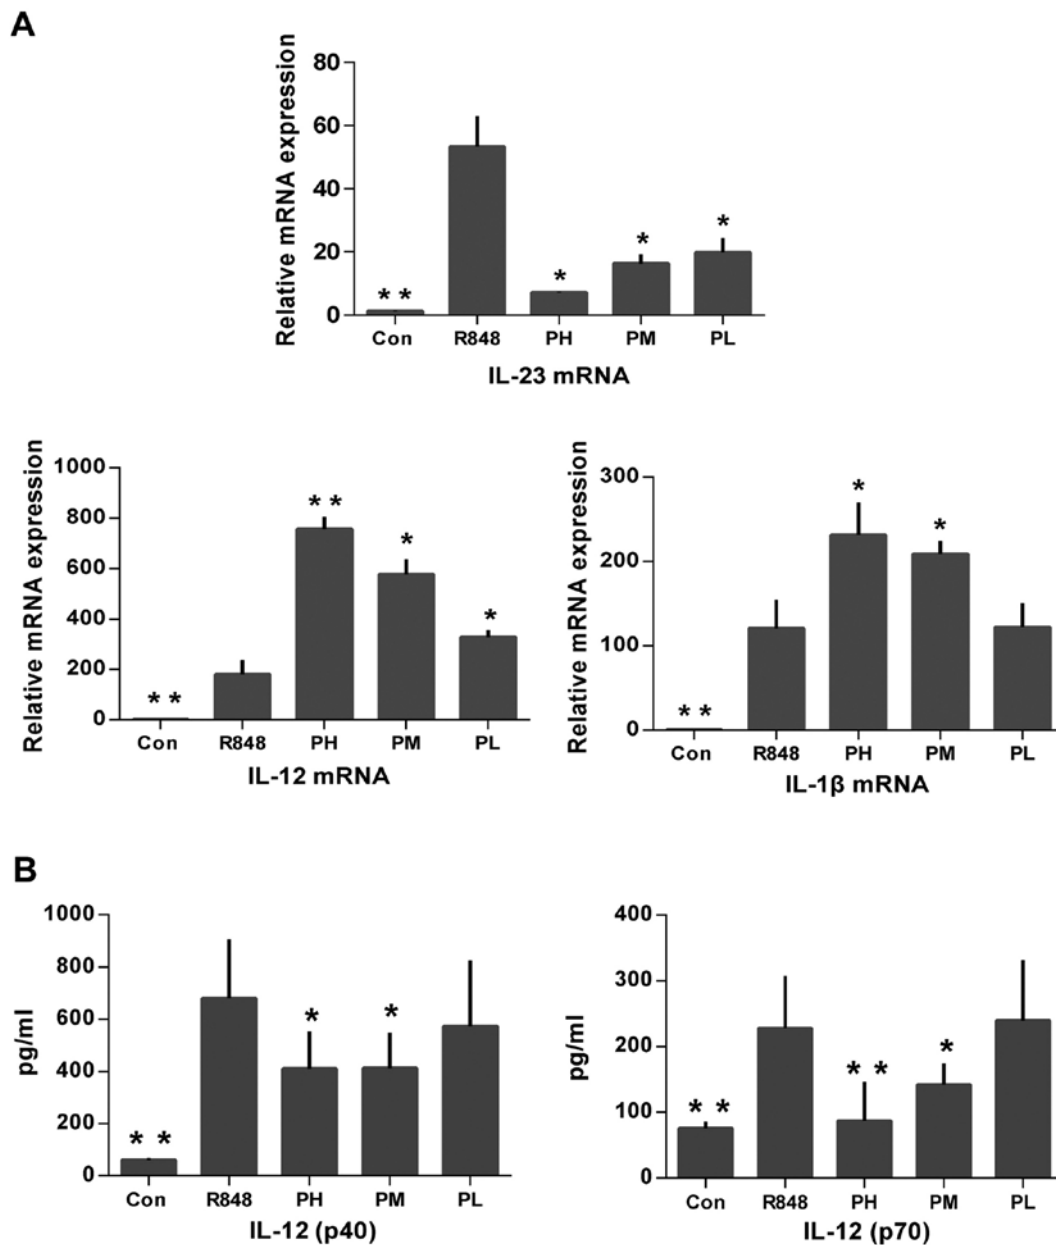 A
Relative mRNA expression
80
60
40
20
0
* *
*
*
*
Con R848 PH PM PL
IL-23 mRNA
Relative mRNA expression
1000
800
600
400
200
0
* *
* *
*
*
Con R848 PH PM PL
IL-12 mRNA
Relative mRNA expression
300
200
100
0
* *
*
*
Con R848 PH PM PL
IL-1β mRNA
B
pg/ml
1000
800
600
400
200
0
* *
*
*
Con R848 PH PM PL
IL-12 (p40)
pg/ml
400
300
200
100
0
* *
* *
*
Con R848 PH PM PL
IL-12 (p70)